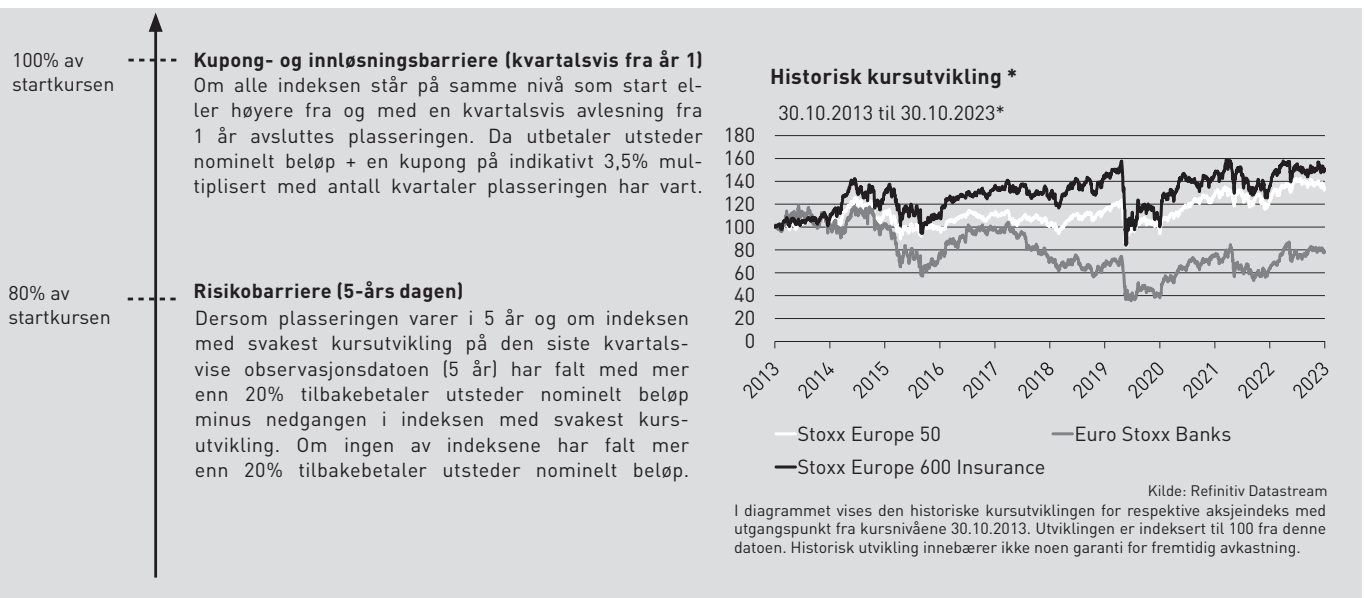 100% av
startkursen
Kupong- og innløsningsbarriere (kvartalsvis fra år 1)
Om alle indeksen står på samme nivå som start el-
ler høyere fra og med en kvartalsvis avlesning fra
1 år avsluttes plasseringen. Da utbetaler utsteder
nominelt beløp + en kupong på indikativt 3,5% mul-
tiplisert med antall kvartaler plasseringen har vart.
80% av
startkursen
Risikobarriere (5-års dagen)
Dersom plasseringen varer i 5 år og om indeksen
med svakest kursutvikling på den siste kvartals-
vise observasjonsdatoen (5 år) har falt med mer
enn 20% tilbakebetaler utsteder nominelt beløp
minus nedgangen i indeksen med svakest kurs-
utvikling. Om ingen av indeksene har falt mer
enn 20% tilbakebetaler utsteder nominelt beløp.
Historisk kursutvikling *
30.10.2013 til 30.10.2023*
180
160
140
120
100
80
60
40
20
0
2013 2014 2015 2016 2017 2018 2019 2020 2021 2022 2023
Stoxx Europe 50 Euro Stoxx Banks
Stoxx Europe 600 Insurance
Kilde: Refinitiv Datastream
I diagrammet vises den historiske kursutviklingen for respektive aksjeindeks med
utgangspunkt fra kursnivåene 30.10.2013. Utviklingen er indeksert til 100 fra denne
datoen. Historisk utvikling innebærer ikke noen garanti for fremtidig avkastning.